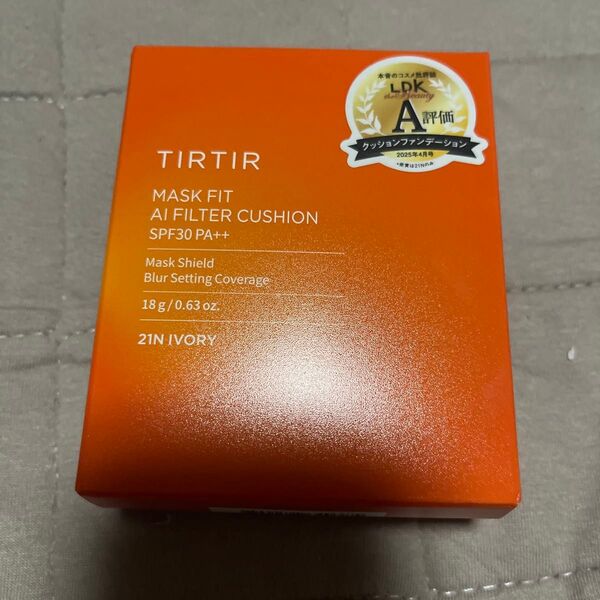 本音のコスメ批評誌
LDK
the Beauty
A評価
クッションファンデーション
2025年4月号
TIRTIR
MASK FIT
AI FILTER CUSHION
SPF30 PA++
Mask Shield
Blur Setting Coverage
18 g / 0.63 oz.
21N IVORY